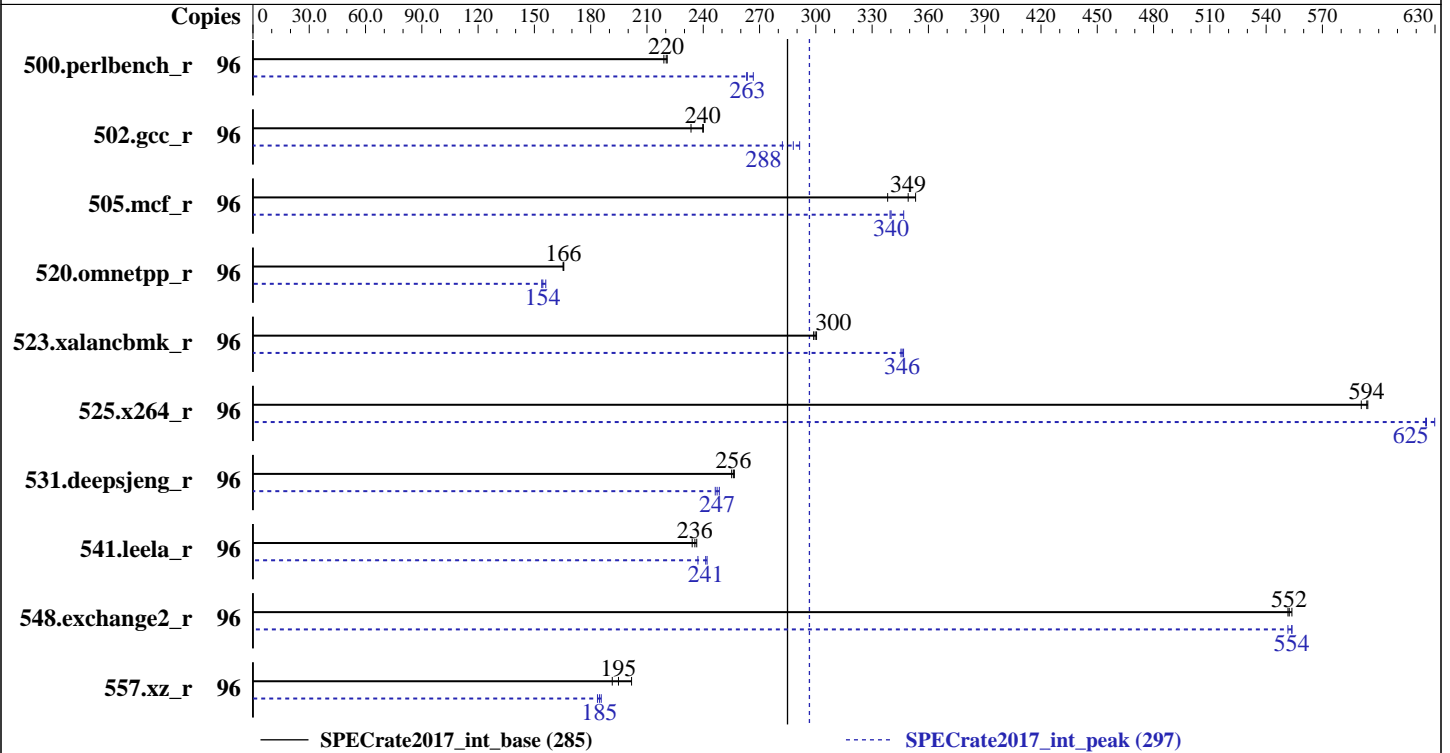 Copies 0 30.0 60.0 90.0 120 150 180 210 240 270 300 330 360 390 420 450 480 510 540 570 630
220
500.perlbench_r 96
263
240
502.gcc_r 96
288
349
505.mcf_r 96
340
166
520.omnetpp_r 96
154
300
523.xalancbmk_r 96
346
594
525.x264_r 96
625
256
531.deepsjeng_r 96
247
236
541.leela_r 96
241
552
548.exchange2_r 96
554
195
557.xz_r 96
185
SPECrate2017_int_base (285) SPECrate2017_int_peak (297)